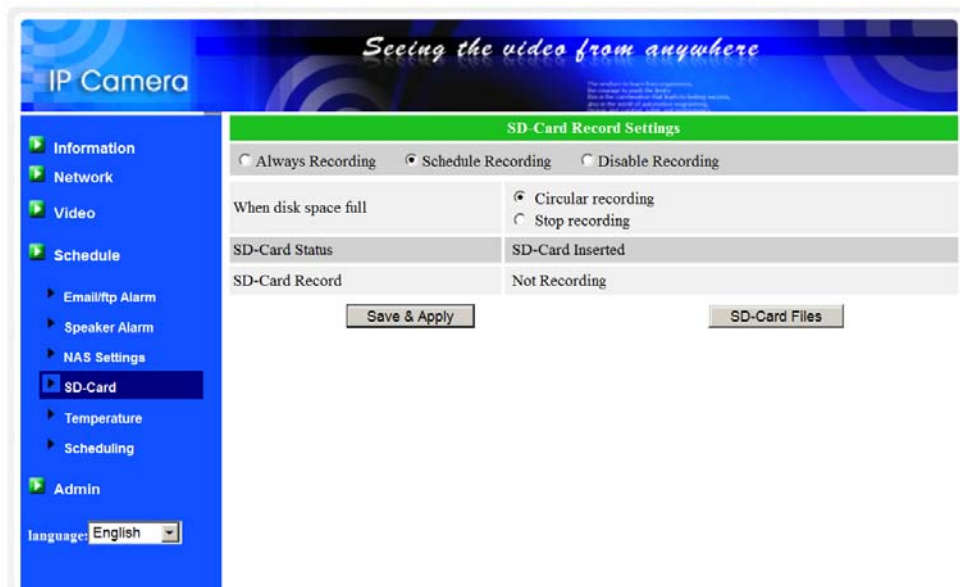 Seeing the video from anywhere
IP Camera
Information
Network
Video
Schedule
Email/ftp Alarm
Speaker Alarm
NAS Settings
SD-Card
Temperature
Scheduling
Admin
language: English
SD-Card Record Settings
Always Recording Schedule Recording Disable Recording
When disk space full
Circular recording
Stop recording
SD-Card Status SD-Card Inserted
SD-Card Record Not Recording
Save & Apply SD-Card Files